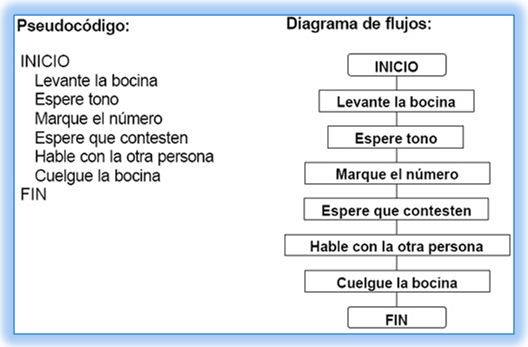 Pseudocódigo:
INICIO
Levante la bocina
Espere tono
Marque el número
Espere que contesten
Hable con la otra persona
Cuelgue la bocina
FIN
Diagrama de flujos:
INICIO
Levante la bocina
Espere tono
Marque el número
Espere que contesten
Hable con la otra persona
Cuelgue la bocina
FIN